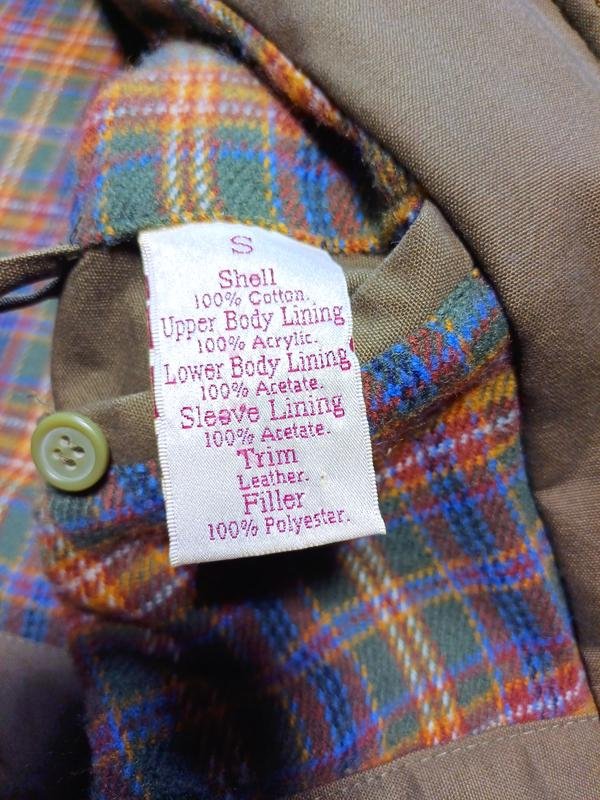 S
Shell
100% Cotton.
Upper Body Lining
100% Acrylic.
Lower Body Lining
100% Acetate.
Sleeve Lining
100% Acetate.
Trim
Leather.
Filler
100% Polyester.